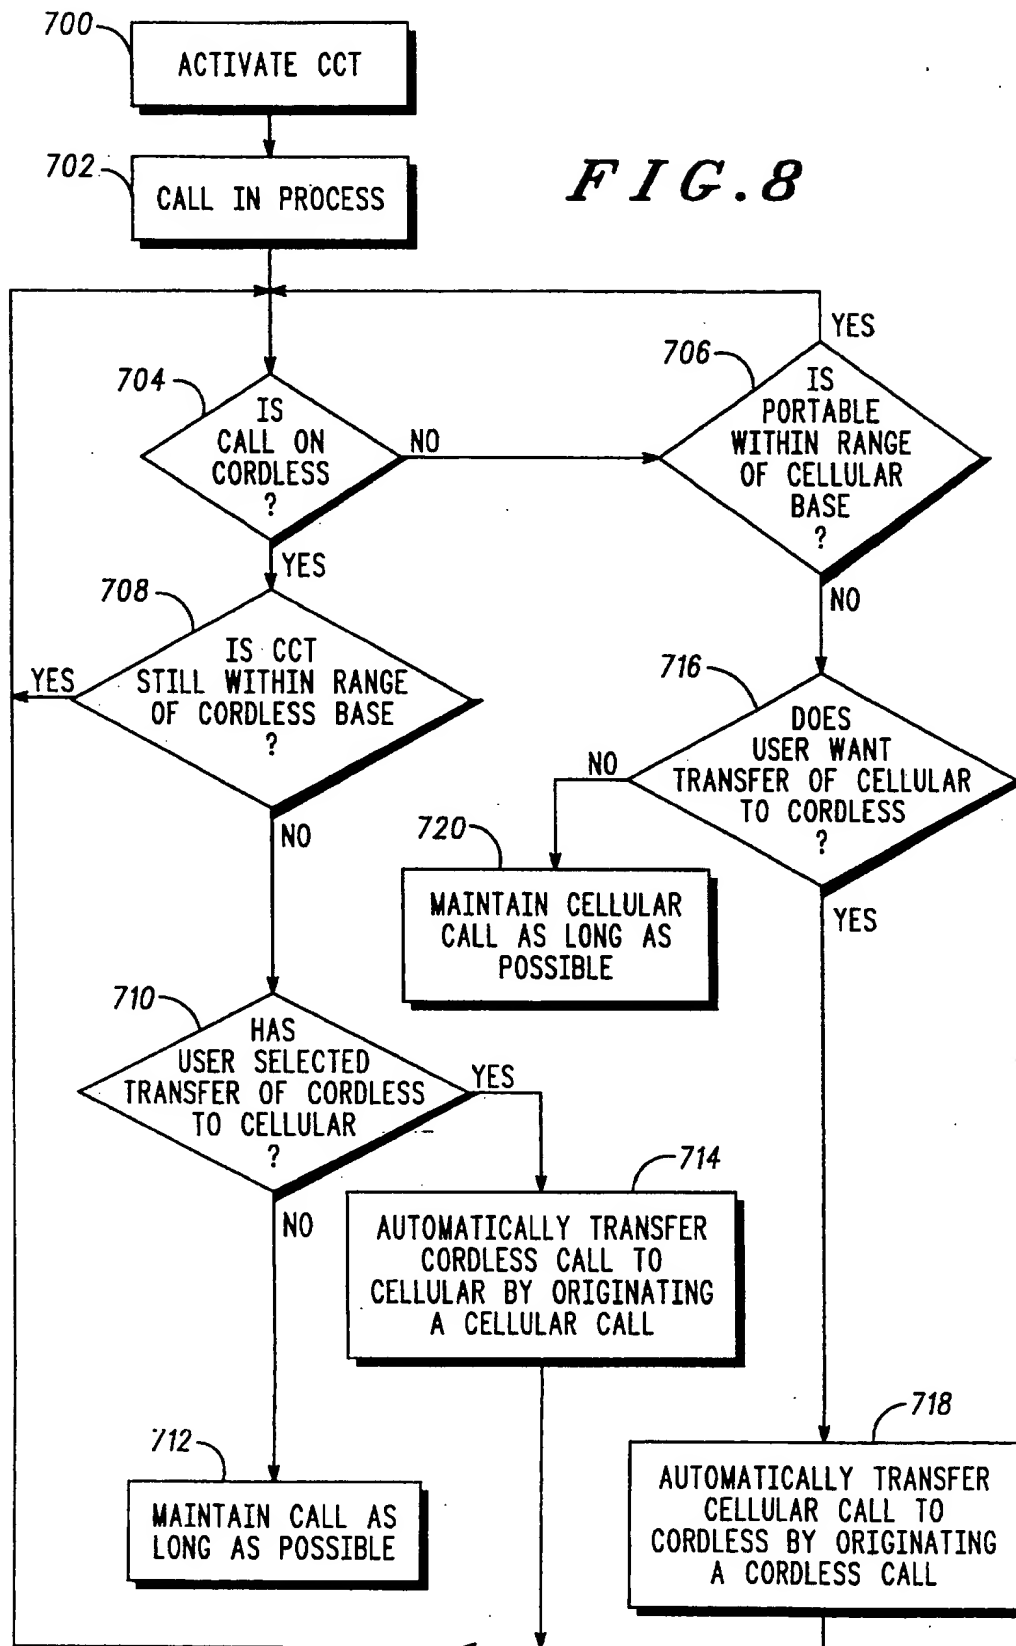 700
ACTIVATE CCT
702
CALL IN PROCESS
FIG.8
YES
706
704
IS
CALL ON
CORDLESS
?
NO
IS
PORTABLE
WITHIN RANGE
OF CELLULAR
BASE
?
YES
NO
708
IS CCT
STILL WITHIN RANGE
OF CORDLESS BASE
?
YES
NO
716
DOES
USER WANT
TRANSFER OF CELLULAR
TO CORDLESS
?
NO
YES
720
MAINTAIN CELLULAR
CALL AS LONG AS
POSSIBLE
710
HAS
USER SELECTED
TRANSFER OF CORDLESS
TO CELLULAR
?
YES
NO
714
AUTOMATICALLY TRANSFER
CORDLESS CALL TO
CELLULAR BY ORIGINATING
A CELLULAR CALL
712
MAINTAIN CALL AS
LONG AS POSSIBLE
718
AUTOMATICALLY TRANSFER
CELLULAR CALL TO
CORDLESS BY ORIGINATING
A CORDLESS CALL